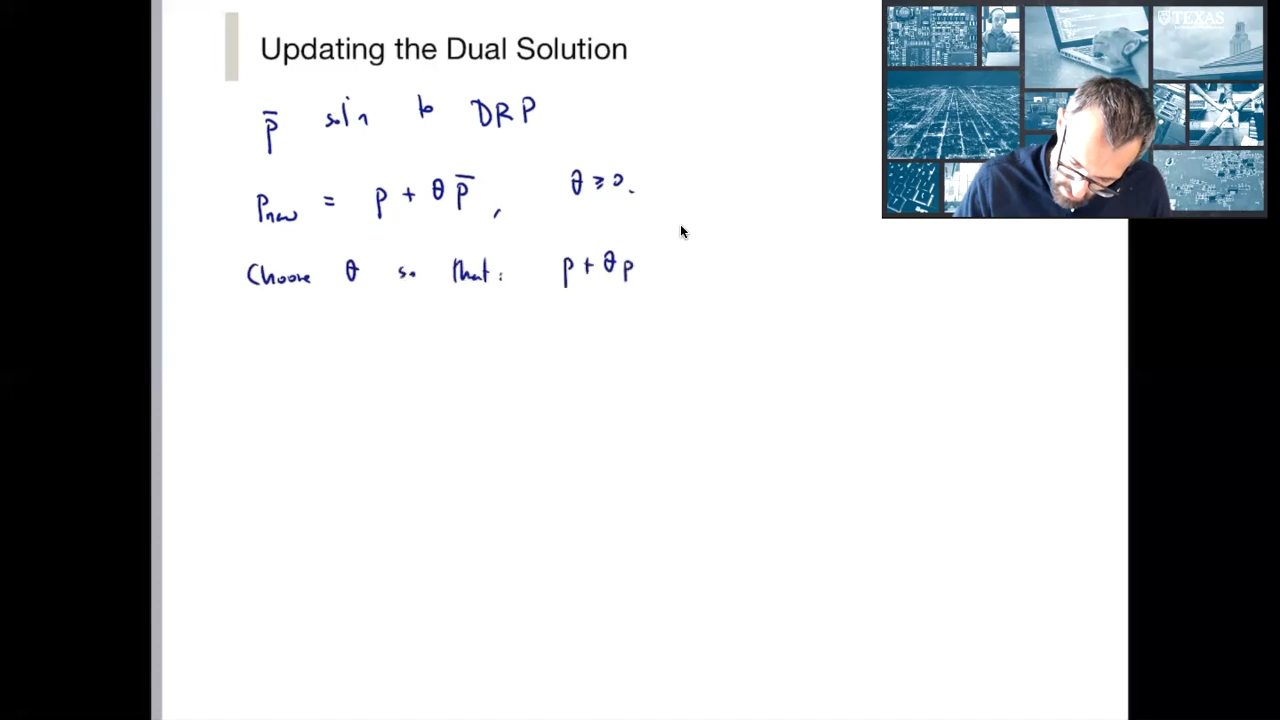 Updating the Dual Solution
p̄ sol'n to DRP
Pnew = p + θ p̄ , θ ≥ 0.
Choose θ so that: p + θ p
TEXAS